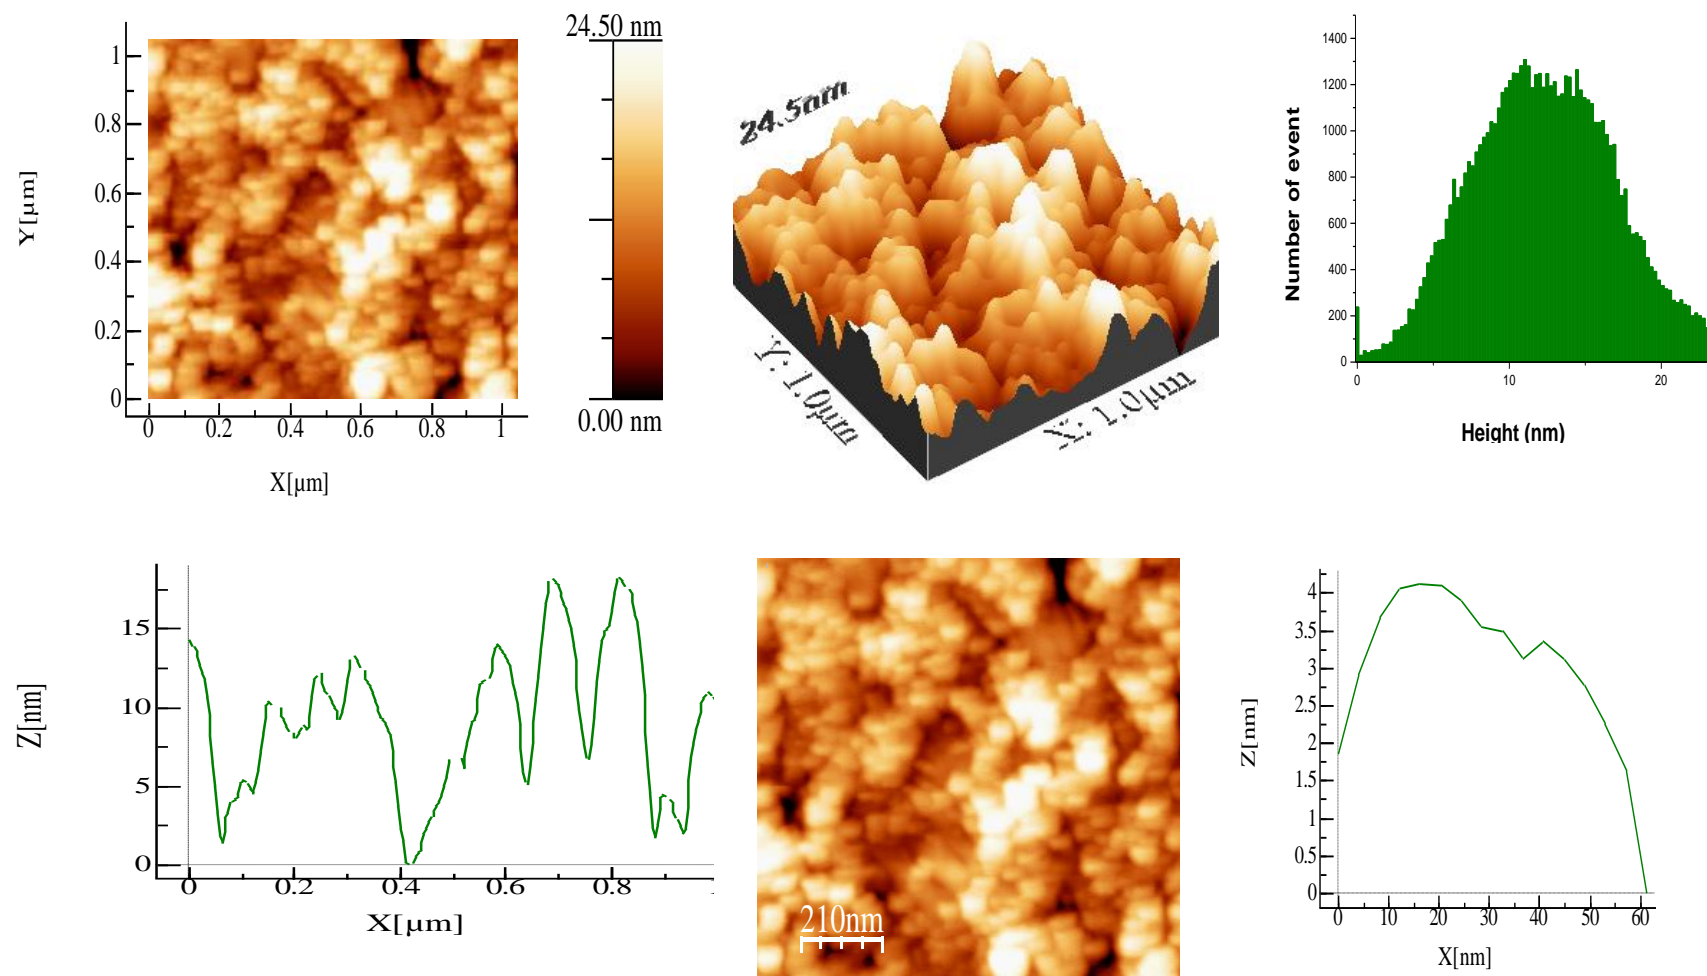 24.50 nm
1
0.8
0.6
0.4
0.2
0
Y[µm]
0 0.2 0.4 0.6 0.8 1
X[µm]
0.00 nm
24.5nm
Y: 1.0µm
X: 1.0µm
1400
1200
1000
800
600
400
200
0
Number of event
0 10 20
Height (nm)
15
10
5
0
Z[nm]
0 0.2 0.4 0.6 0.8
X[µm]
210nm
4
3.5
3
2.5
2
1.5
1
0.5
0
Z[nm]
0 10 20 30 40 50 60
X[nm]